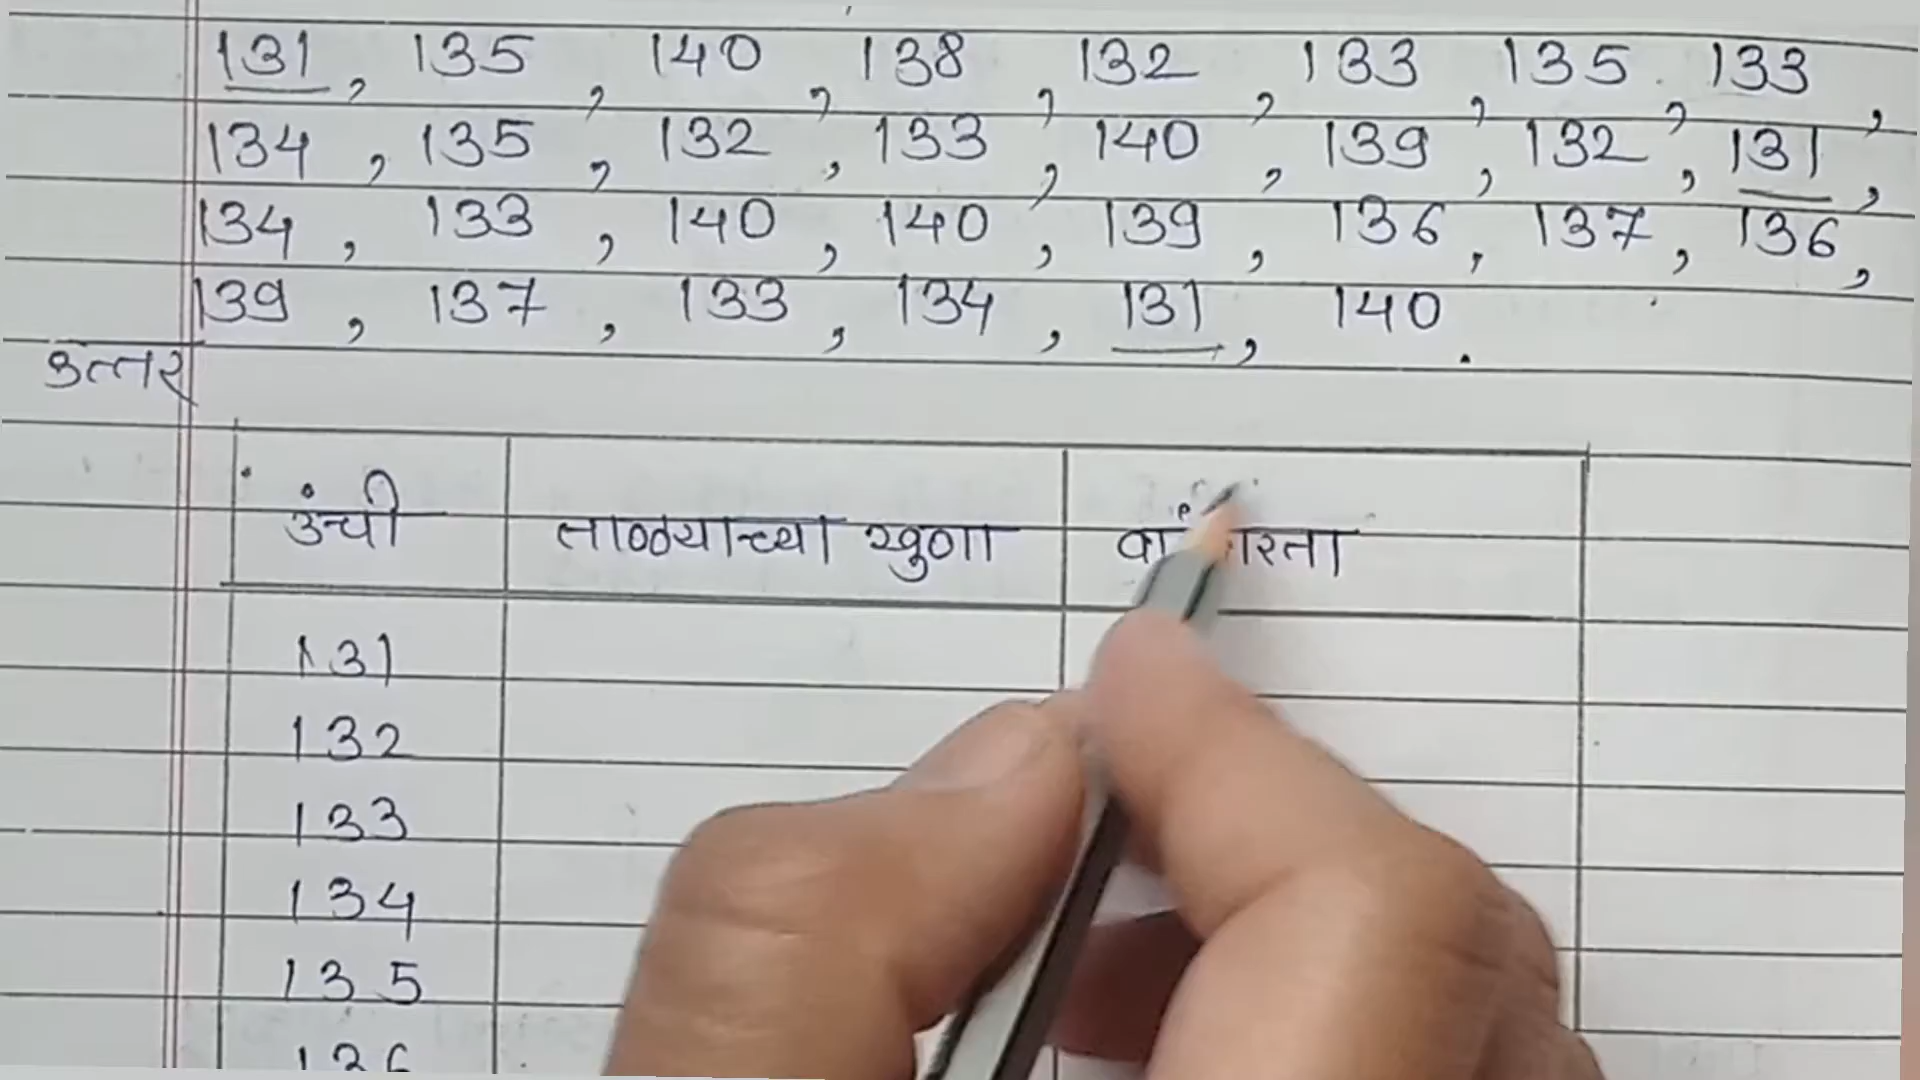 131, 135, 140, 138, 132, 133, 135, 133,
134, 135, 132, 133, 140, 139, 132, 131,
134, 133, 140, 140, 139, 136, 137, 136,
139, 137, 133, 134, 131, 140.
उत्तर
उंची ताळ्याच्या खुणा
131
132
133
134
135
136